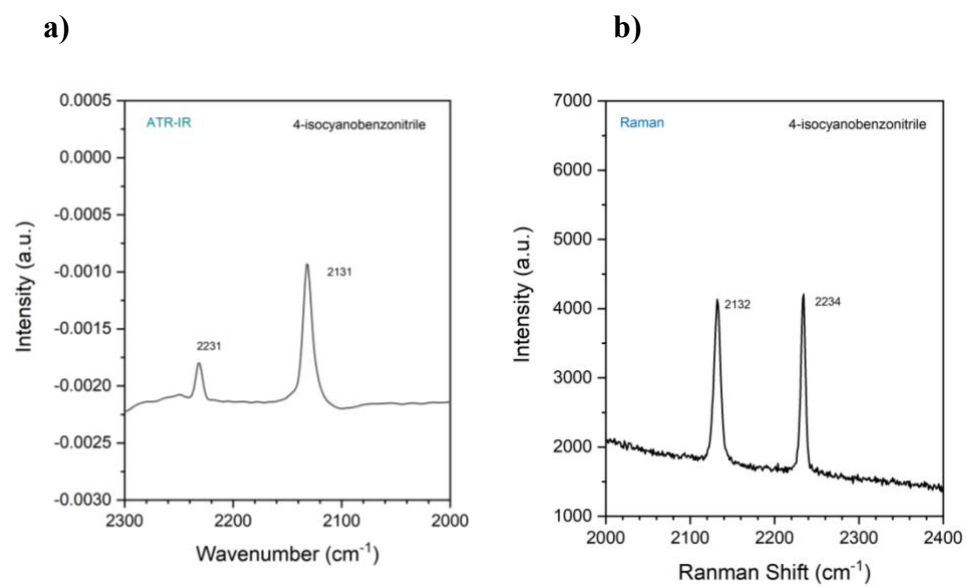 a)
b)
0.0005
0.0000
-0.0005
-0.0010
-0.0015
-0.0020
-0.0025
-0.0030
Intensity (a.u.)
ATR-IR
4-isocyanobenzonitrile
2231
2131
2300
2200
2100
2000
Wavenumber (cm-1)
7000
6000
5000
4000
3000
2000
1000
Intensity (a.u.)
Raman
4-isocyanobenzonitrile
2132
2234
2000
2100
2200
2300
2400
Ranman Shift (cm-1)